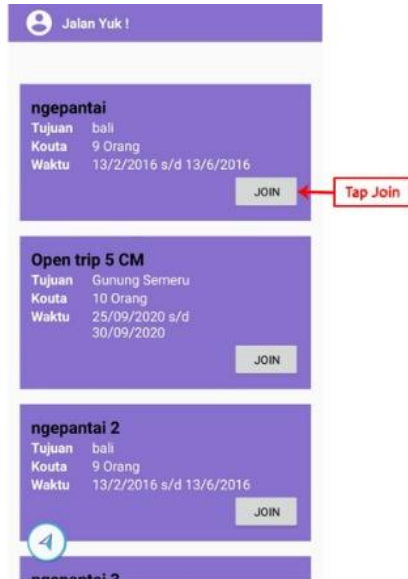 Jalan Yuk !
ngepantai
Tujuan bali
Kouta 9 Orang
Waktu 13/2/2016 s/d 13/6/2016
JOIN
Tap Join
Open trip 5 CM
Tujuan Gunung Semeru
Kouta 10 Orang
Waktu 25/09/2020 s/d
30/09/2020
JOIN
ngepantai 2
Tujuan bali
Kouta 9 Orang
Waktu 13/2/2016 s/d 13/6/2016
JOIN
ngepantai 3